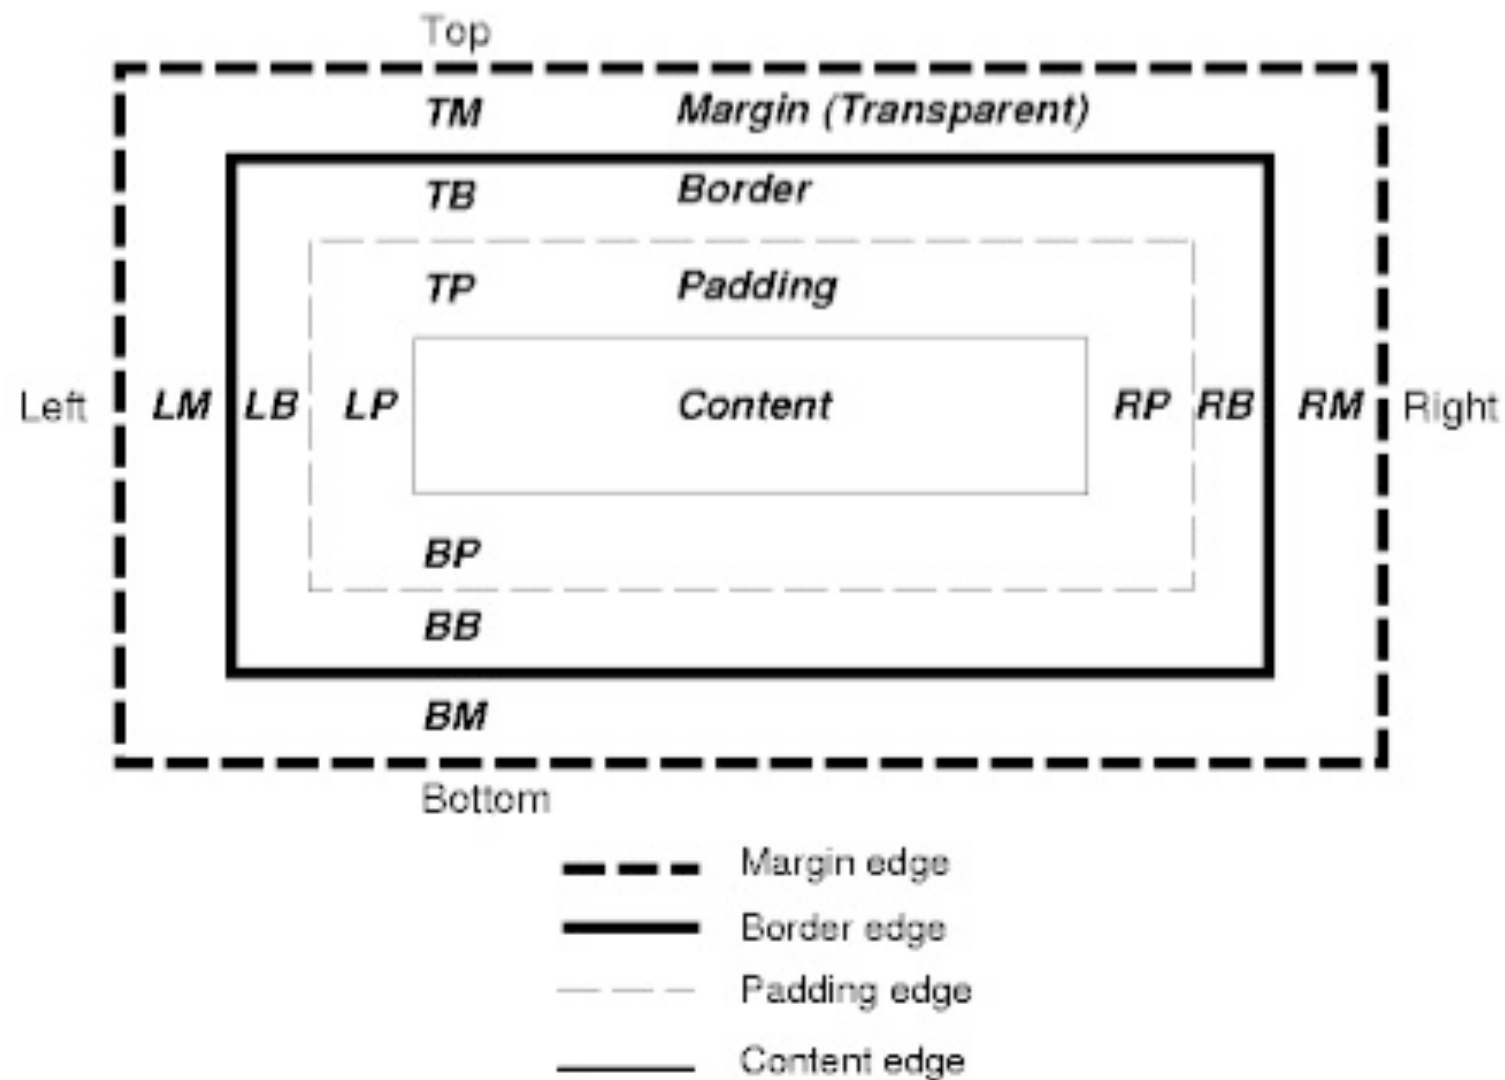 Top
TM Margin (Transparent)
TB Border
TP Padding
Left LM LB LP Content RP RB RM Right
BP
BB
BM
Bottom
Margin edge
Border edge
Padding edge
Content edge